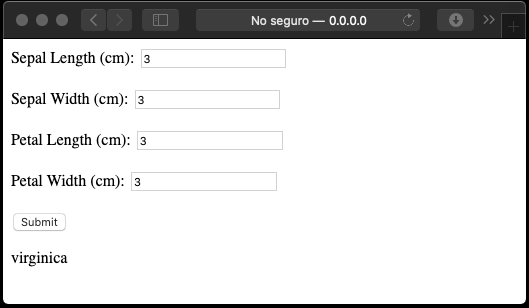 No seguro — 0.0.0.0
Sepal Length (cm): 3
Sepal Width (cm): 3
Petal Length (cm): 3
Petal Width (cm): 3
Submit
virginica